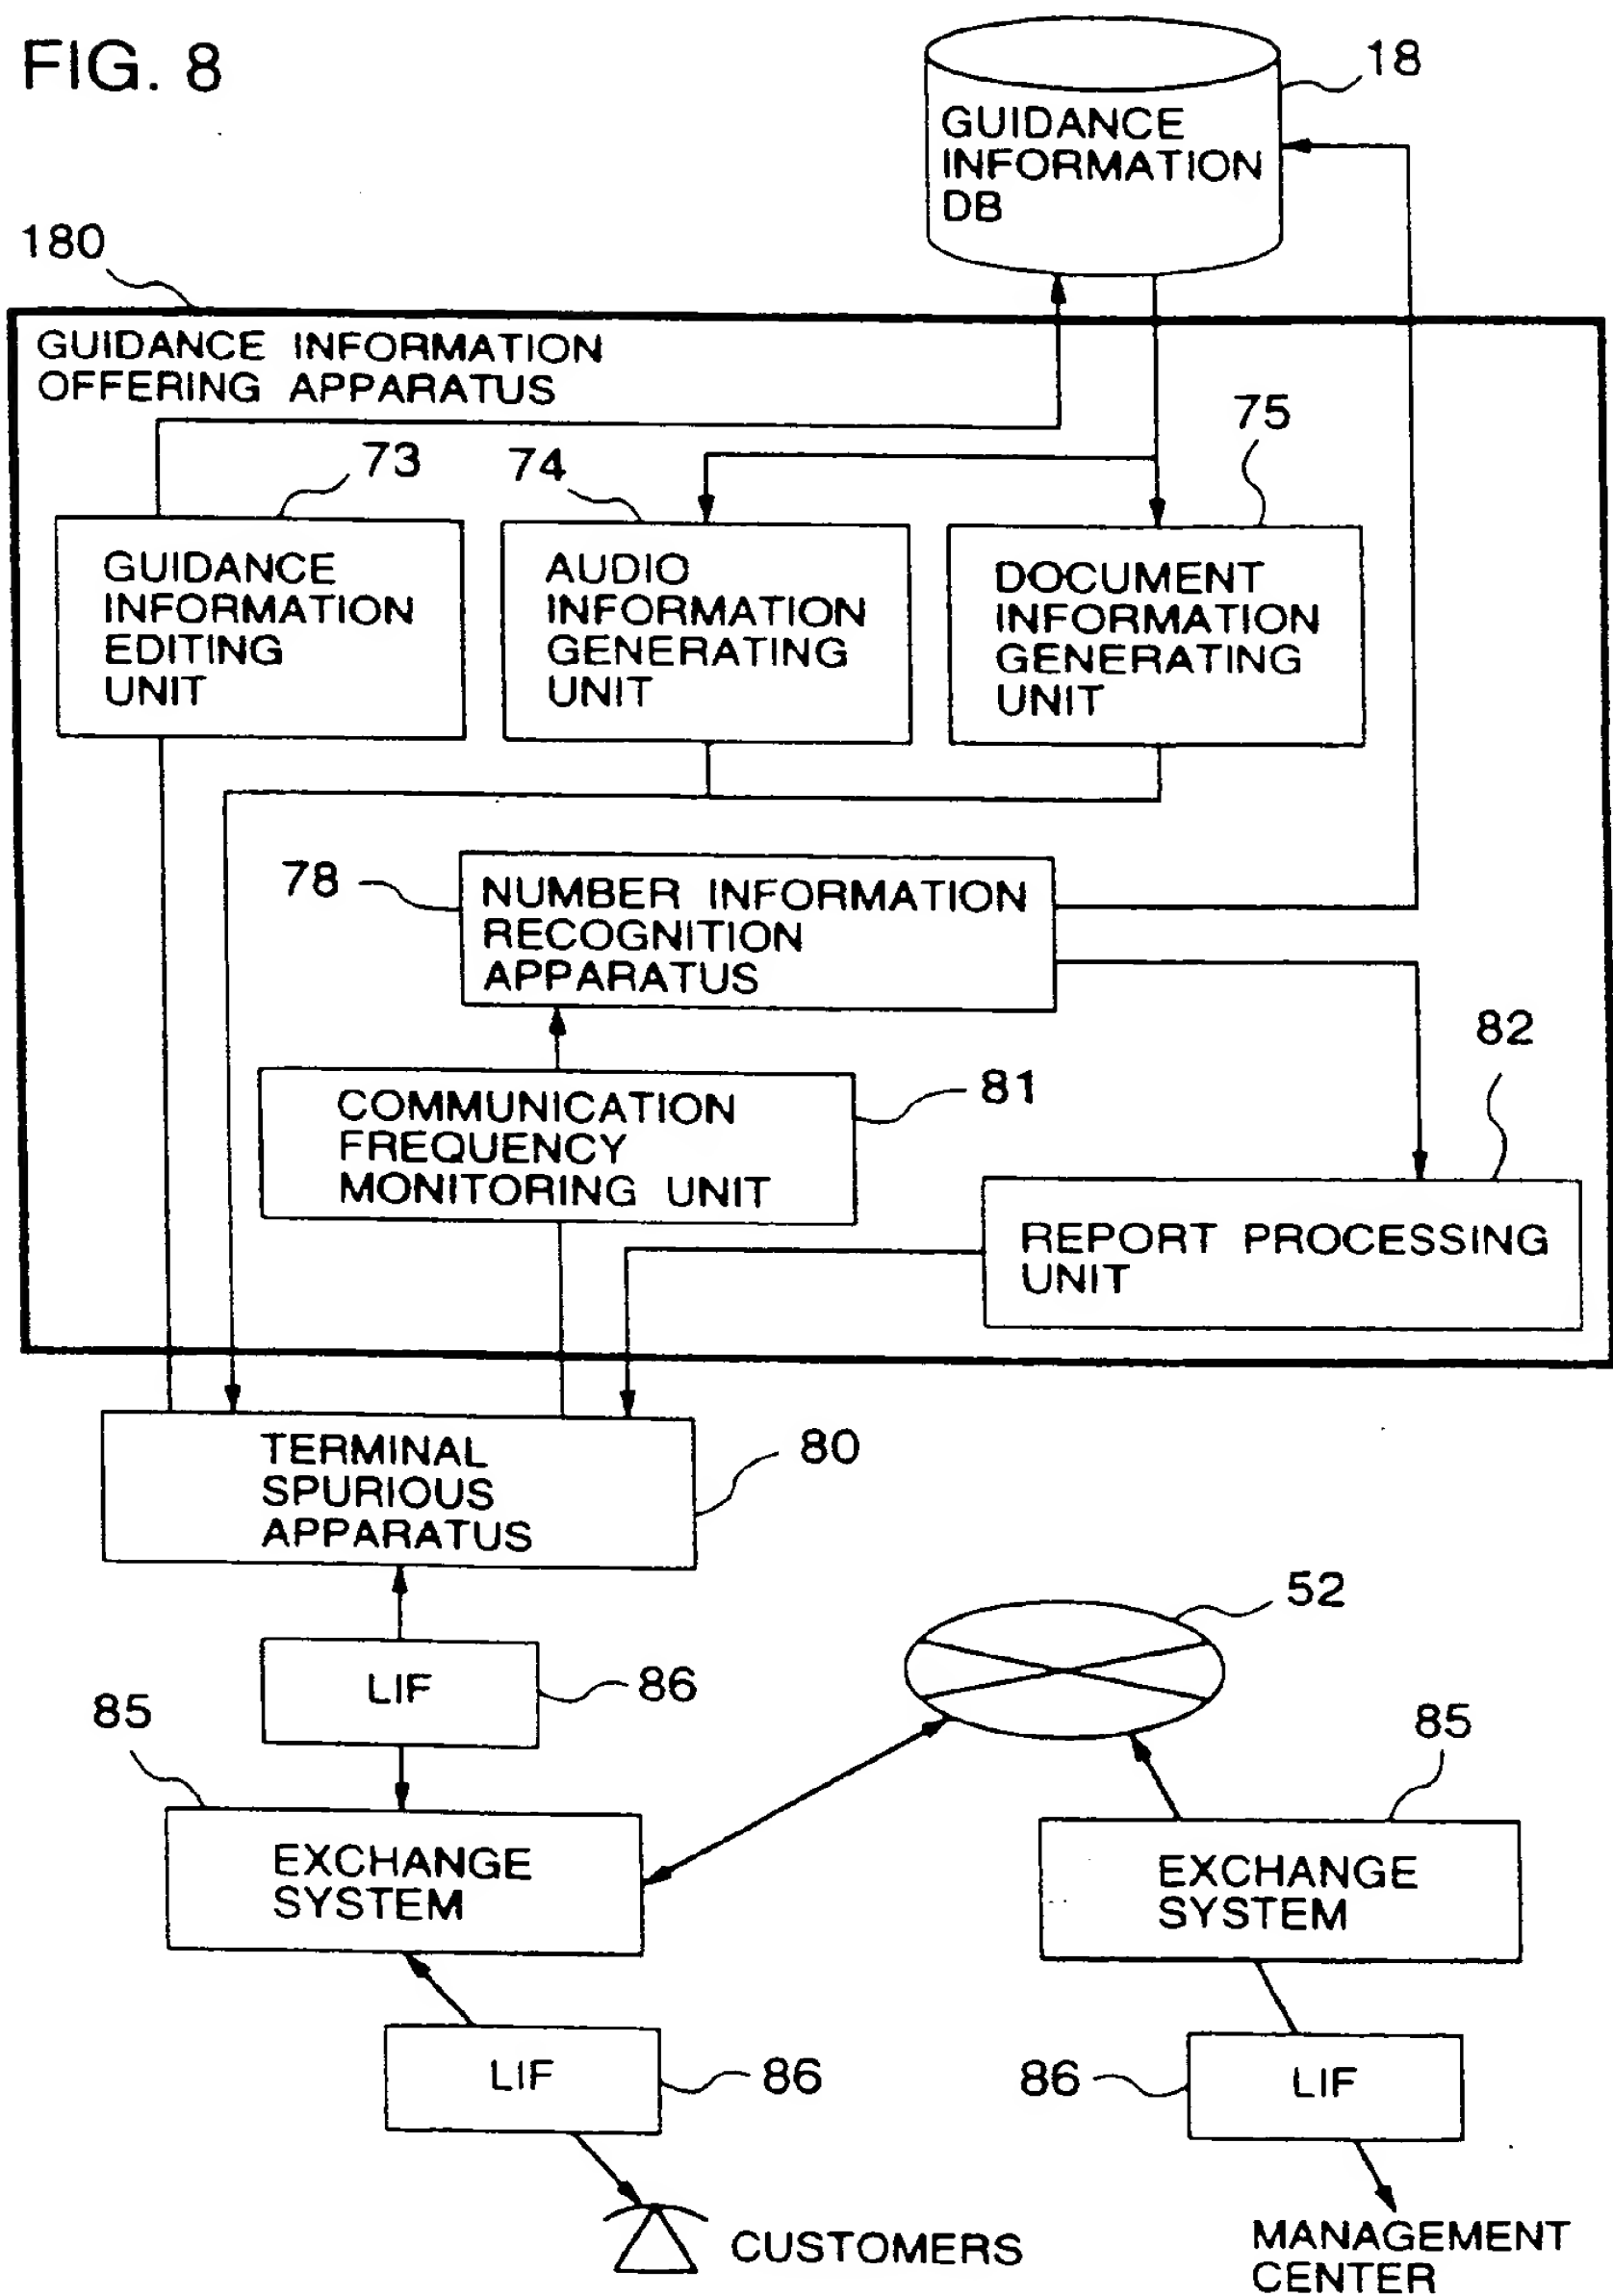 FIG. 8
18
GUIDANCE
INFORMATION
DB
180
GUIDANCE INFORMATION
OFFERING APPARATUS
73
74
75
GUIDANCE
INFORMATION
EDITING
UNIT
AUDIO
INFORMATION
GENERATING
UNIT
DOCUMENT
INFORMATION
GENERATING
UNIT
78
NUMBER INFORMATION
RECOGNITION
APPARATUS
82
81
COMMUNICATION
FREQUENCY
MONITORING UNIT
REPORT PROCESSING
UNIT
80
TERMINAL
SPURIOUS
APPARATUS
52
LIF
86
85
85
EXCHANGE
SYSTEM
EXCHANGE
SYSTEM
LIF
86
86
LIF
CUSTOMERS
MANAGEMENT
CENTER